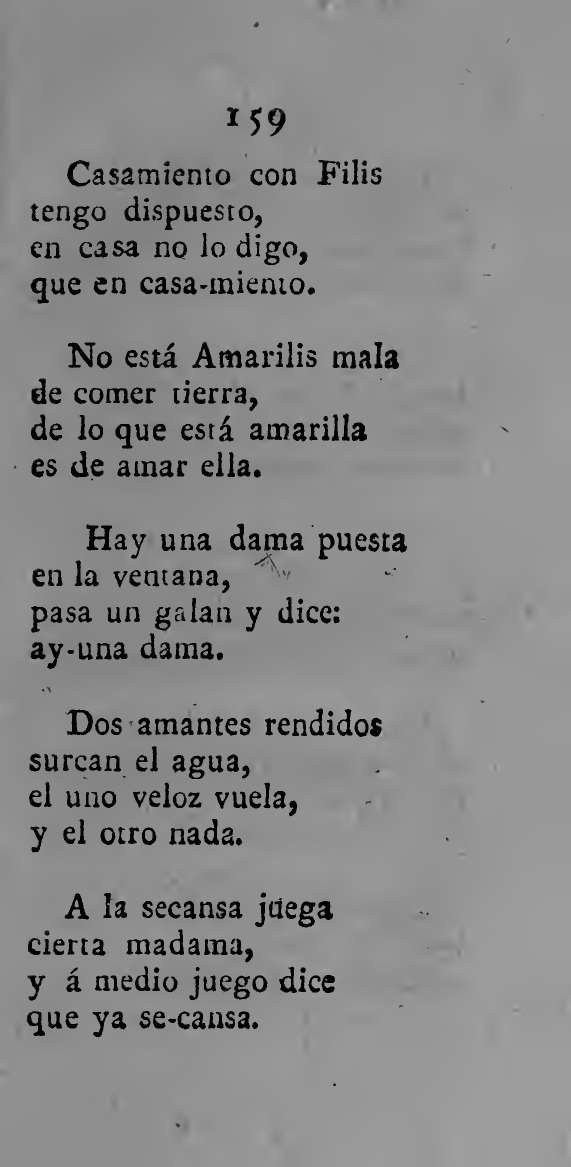 159
Casamiento con Filis
tengo dispuesto,
en casa no lo digo,
que en casa-miento.
No está Amarilis mala
de comer tierra,
de lo que está amarilla
es de amar ella.
Hay una dama puesta
en la ventana,
pasa un galan y dice:
ay-una dama.
Dos amantes rendidos
surcan el agua,
el uno veloz vuela,
y el otro nada.
A la secansa juega
cierta madama,
y á medio juego dice
que ya se-cansa.